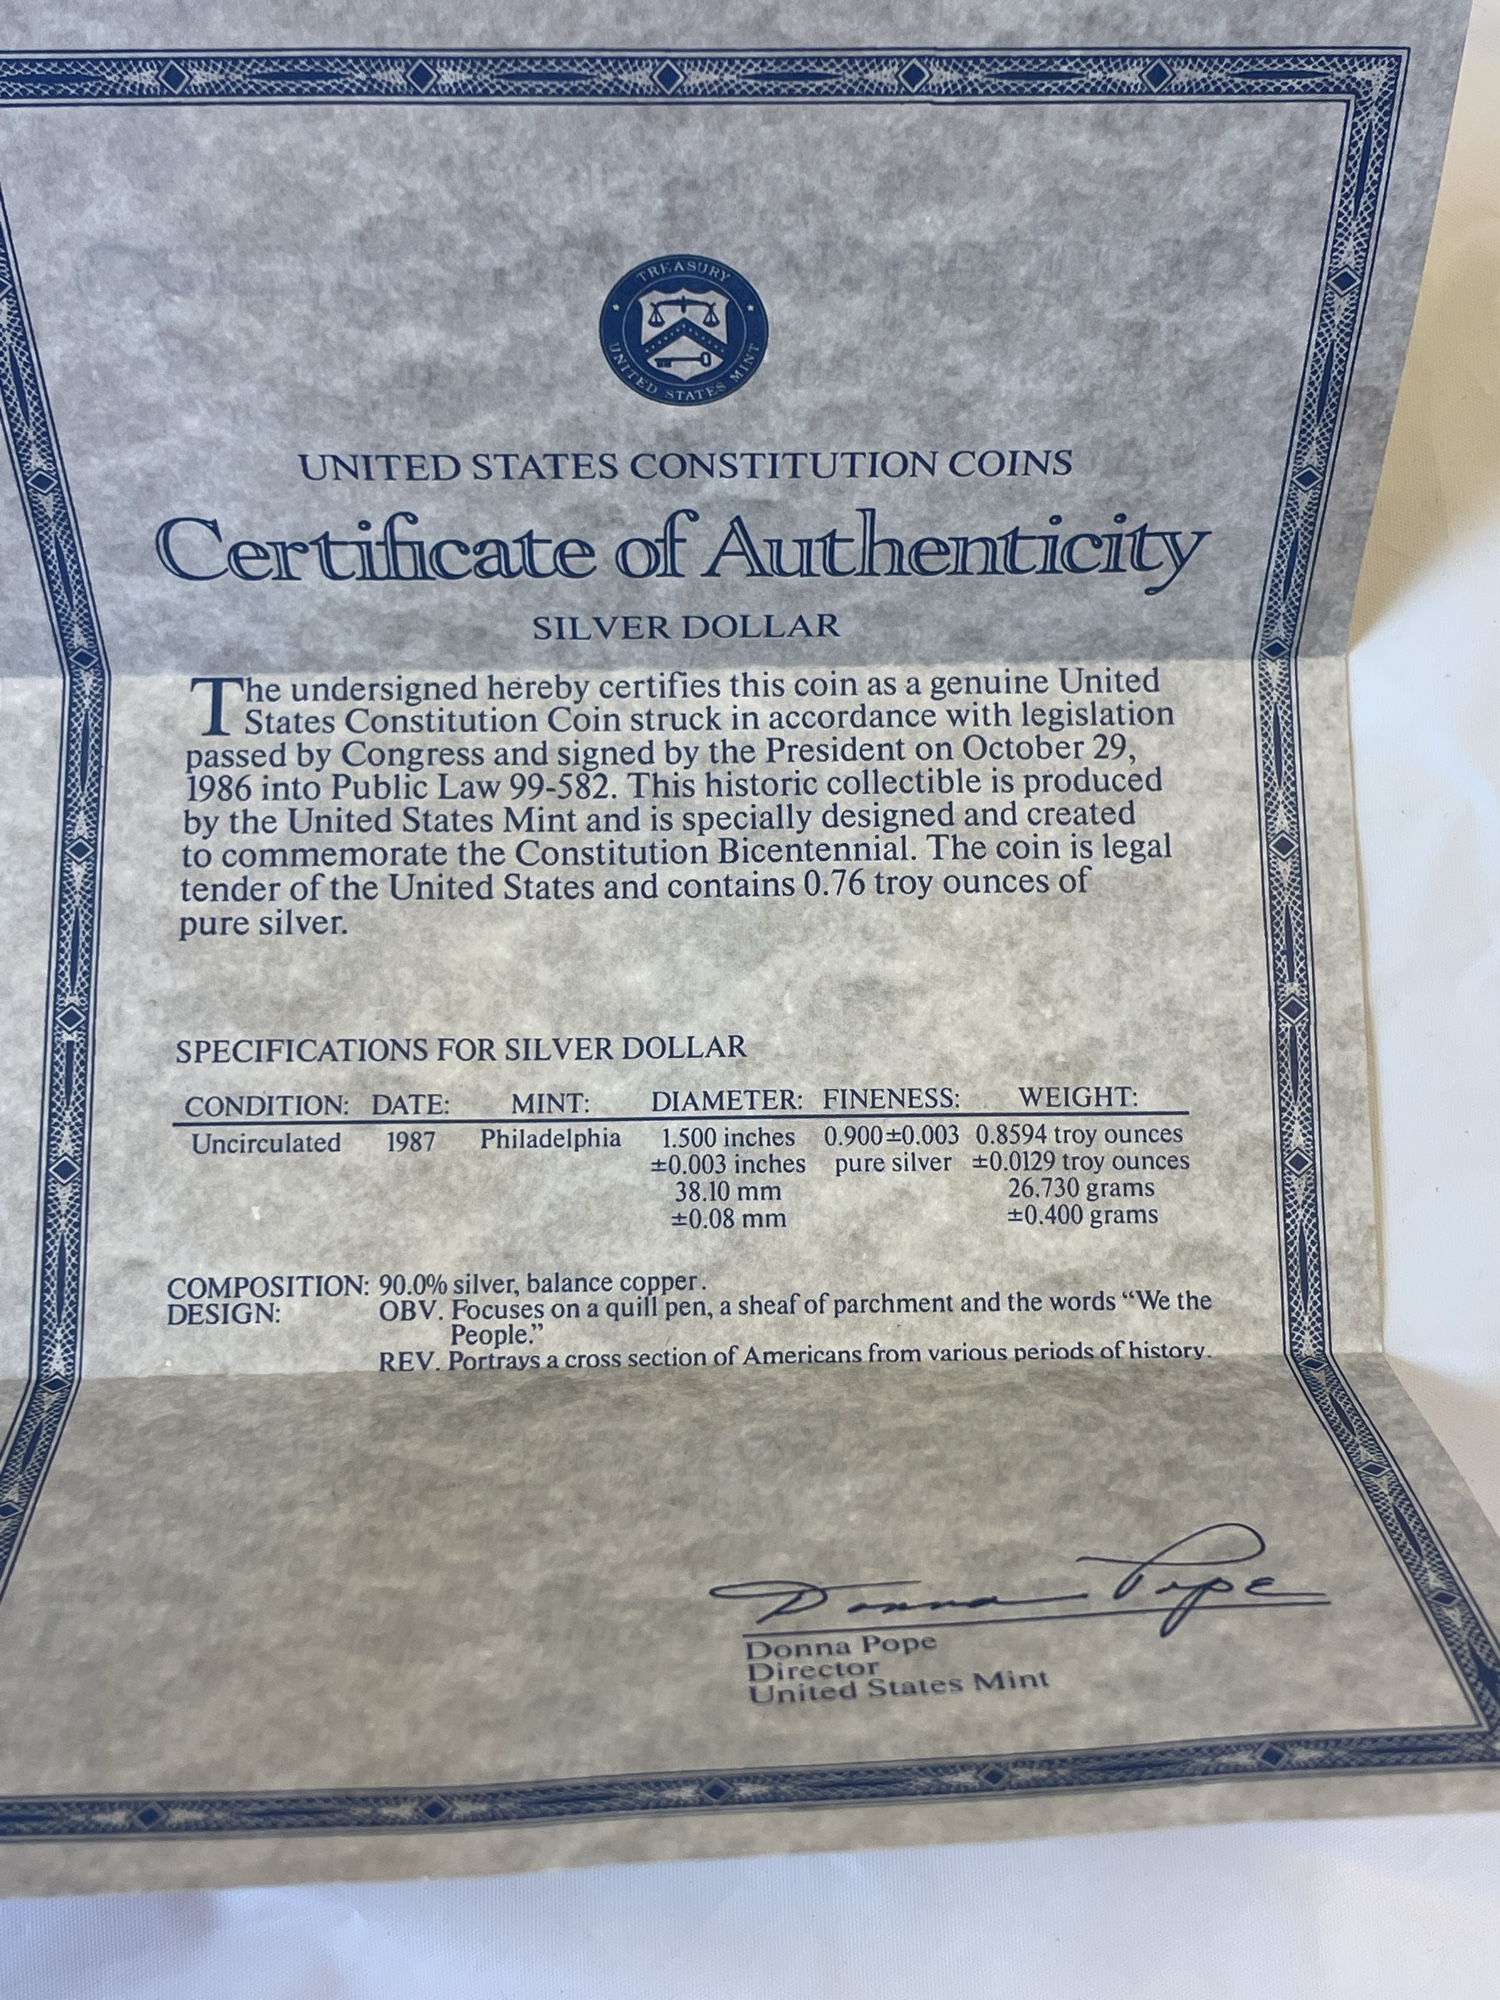 TREASURY
UNITED STATES MINT
UNITED STATES CONSTITUTION COINS
Certificate of Authenticity
SILVER DOLLAR
The undersigned hereby certifies this coin as a genuine United
States Constitution Coin struck in accordance with legislation
passed by Congress and signed by the President on October 29,
1986 into Public Law 99-582. This historic collectible is produced
by the United States Mint and is specially designed and created
to commemorate the Constitution Bicentennial. The coin is legal
tender of the United States and contains 0.76 troy ounces of
pure silver.
SPECIFICATIONS FOR SILVER DOLLAR
CONDITION: DATE: MINT: DIAMETER: FINENESS: WEIGHT:
Uncirculated 1987 Philadelphia 1.500 inches 0.900±0.003 0.8594 troy ounces
±0.003 inches pure silver ±0.0129 troy ounces
38.10 mm 26.730 grams
±0.08 mm ±0.400 grams
COMPOSITION: 90.0% silver, balance copper.
DESIGN: OBV. Focuses on a quill pen, a sheaf of parchment and the words “We the
People.”
REV. Portrays a cross section of Americans from various periods of history.
Donna Pope
Donna Pope
Director
United States Mint